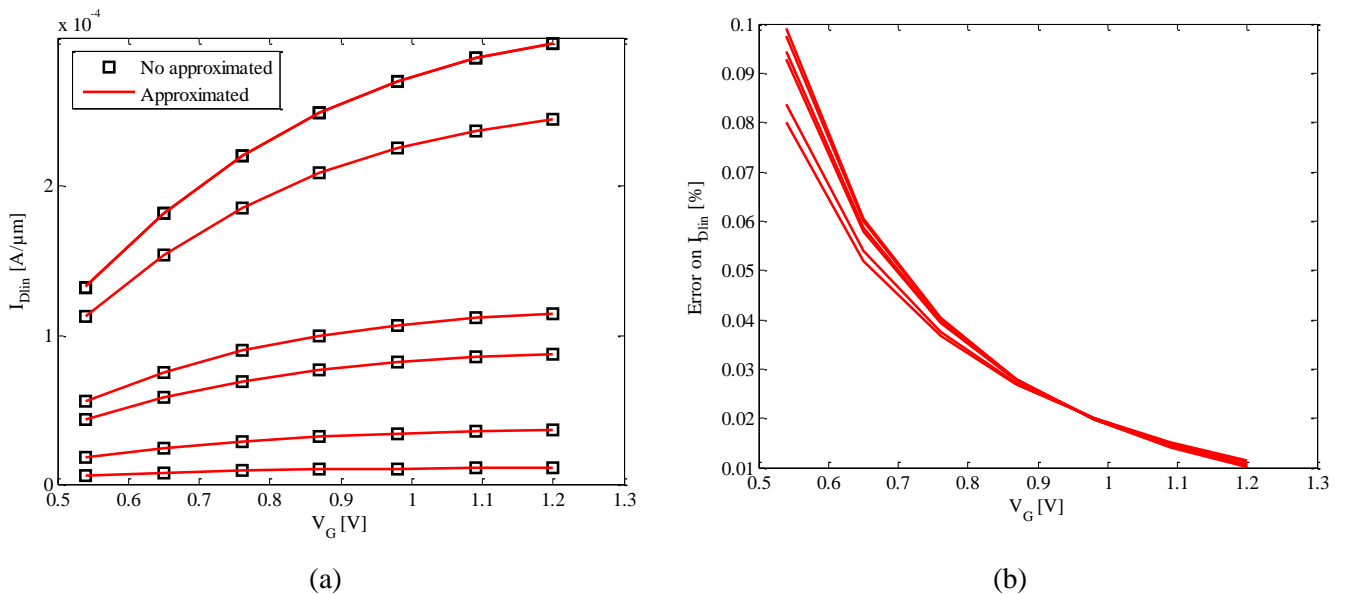 x 10⁻⁴
No approximated
Approximated
2
1
0
I_Dlin [A/µm]
0.5 0.6 0.7 0.8 0.9 1 1.1 1.2 1.3
V_G [V]
(a)
0.1
0.09
0.08
0.07
0.06
0.05
0.04
0.03
0.02
0.01
Error on I_Dlin [%]
0.5 0.6 0.7 0.8 0.9 1 1.1 1.2 1.3
V_G [V]
(b)